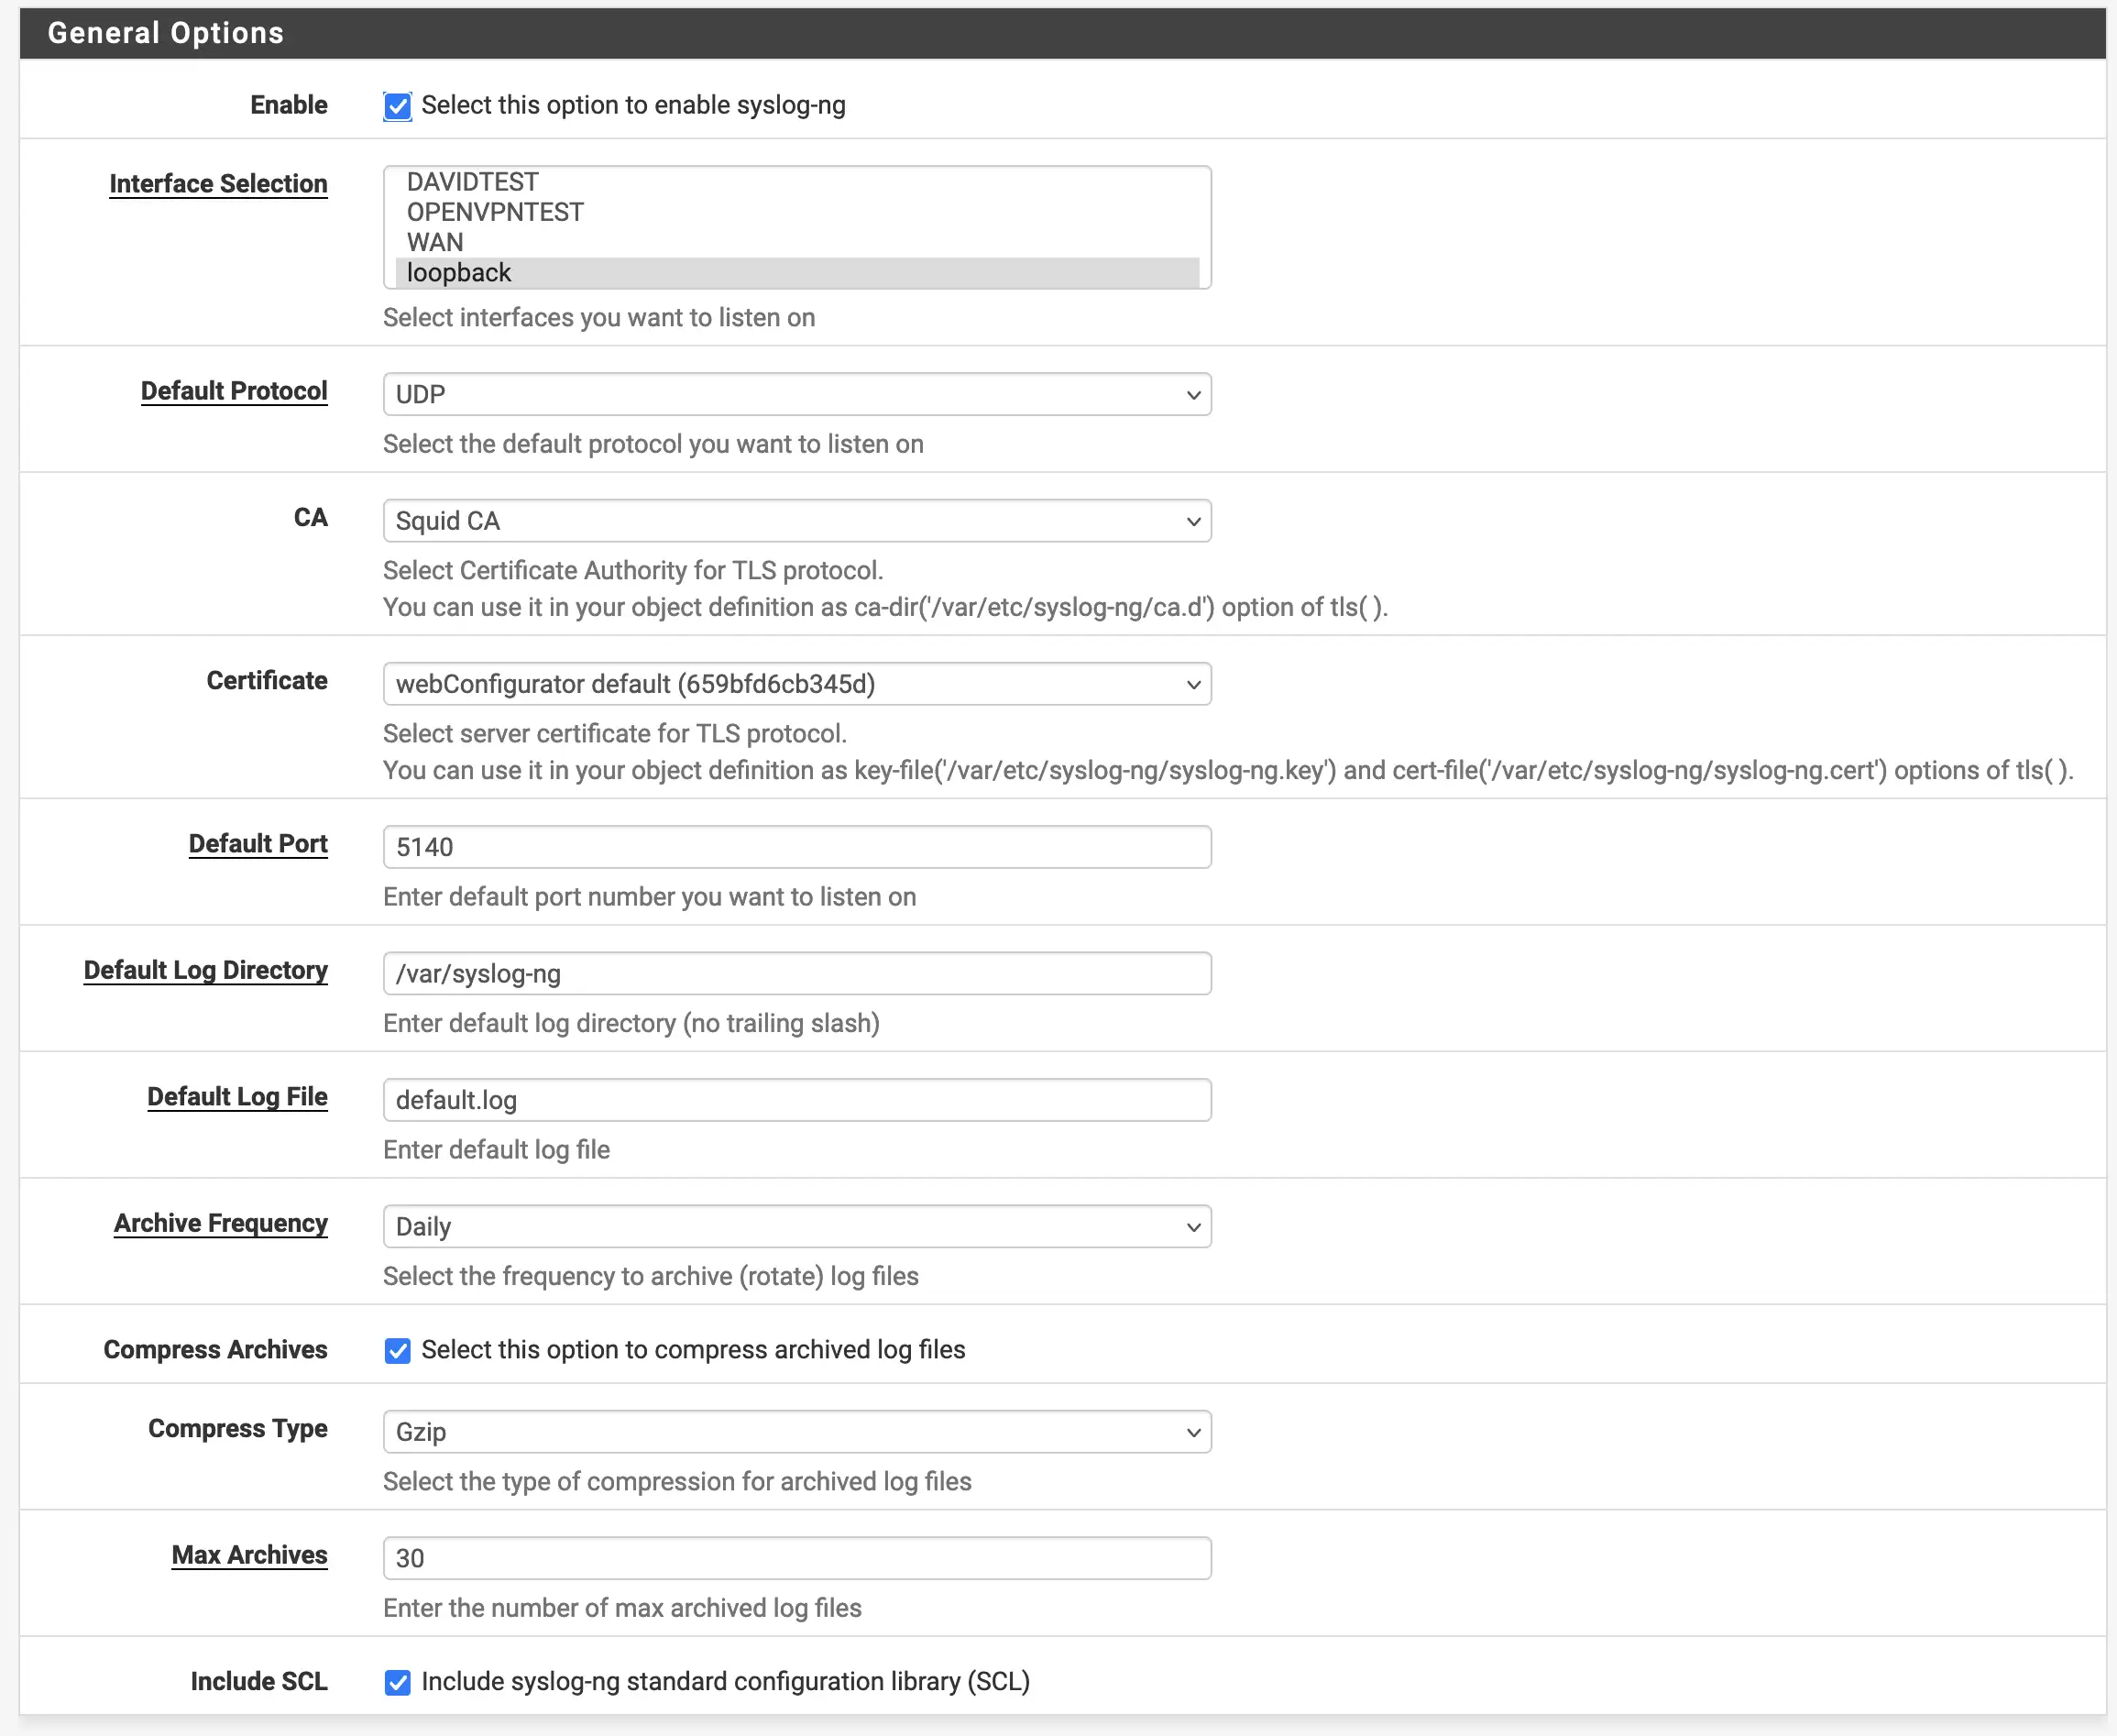 General Options
Enable
Select this option to enable syslog-ng
Interface Selection
DAVIDTEST
OPENVPNTEST
WAN
loopback
Select interfaces you want to listen on
Default Protocol
UDP
Select the default protocol you want to listen on
CA
Squid CA
Select Certificate Authority for TLS protocol.
You can use it in your object definition as ca-dir('/var/etc/syslog-ng/ca.d') option of tls( ).
Certificate
webConfigurator default (659bfd6cb345d)
Select server certificate for TLS protocol.
You can use it in your object definition as key-file('/var/etc/syslog-ng/syslog-ng.key') and cert-file('/var/etc/syslog-ng/syslog-ng.cert') options of tls( ).
Default Port
5140
Enter default port number you want to listen on
Default Log Directory
/var/syslog-ng
Enter default log directory (no trailing slash)
Default Log File
default.log
Enter default log file
Archive Frequency
Daily
Select the frequency to archive (rotate) log files
Compress Archives
Select this option to compress archived log files
Compress Type
Gzip
Select the type of compression for archived log files
Max Archives
30
Enter the number of max archived log files
Include SCL
Include syslog-ng standard configuration library (SCL)